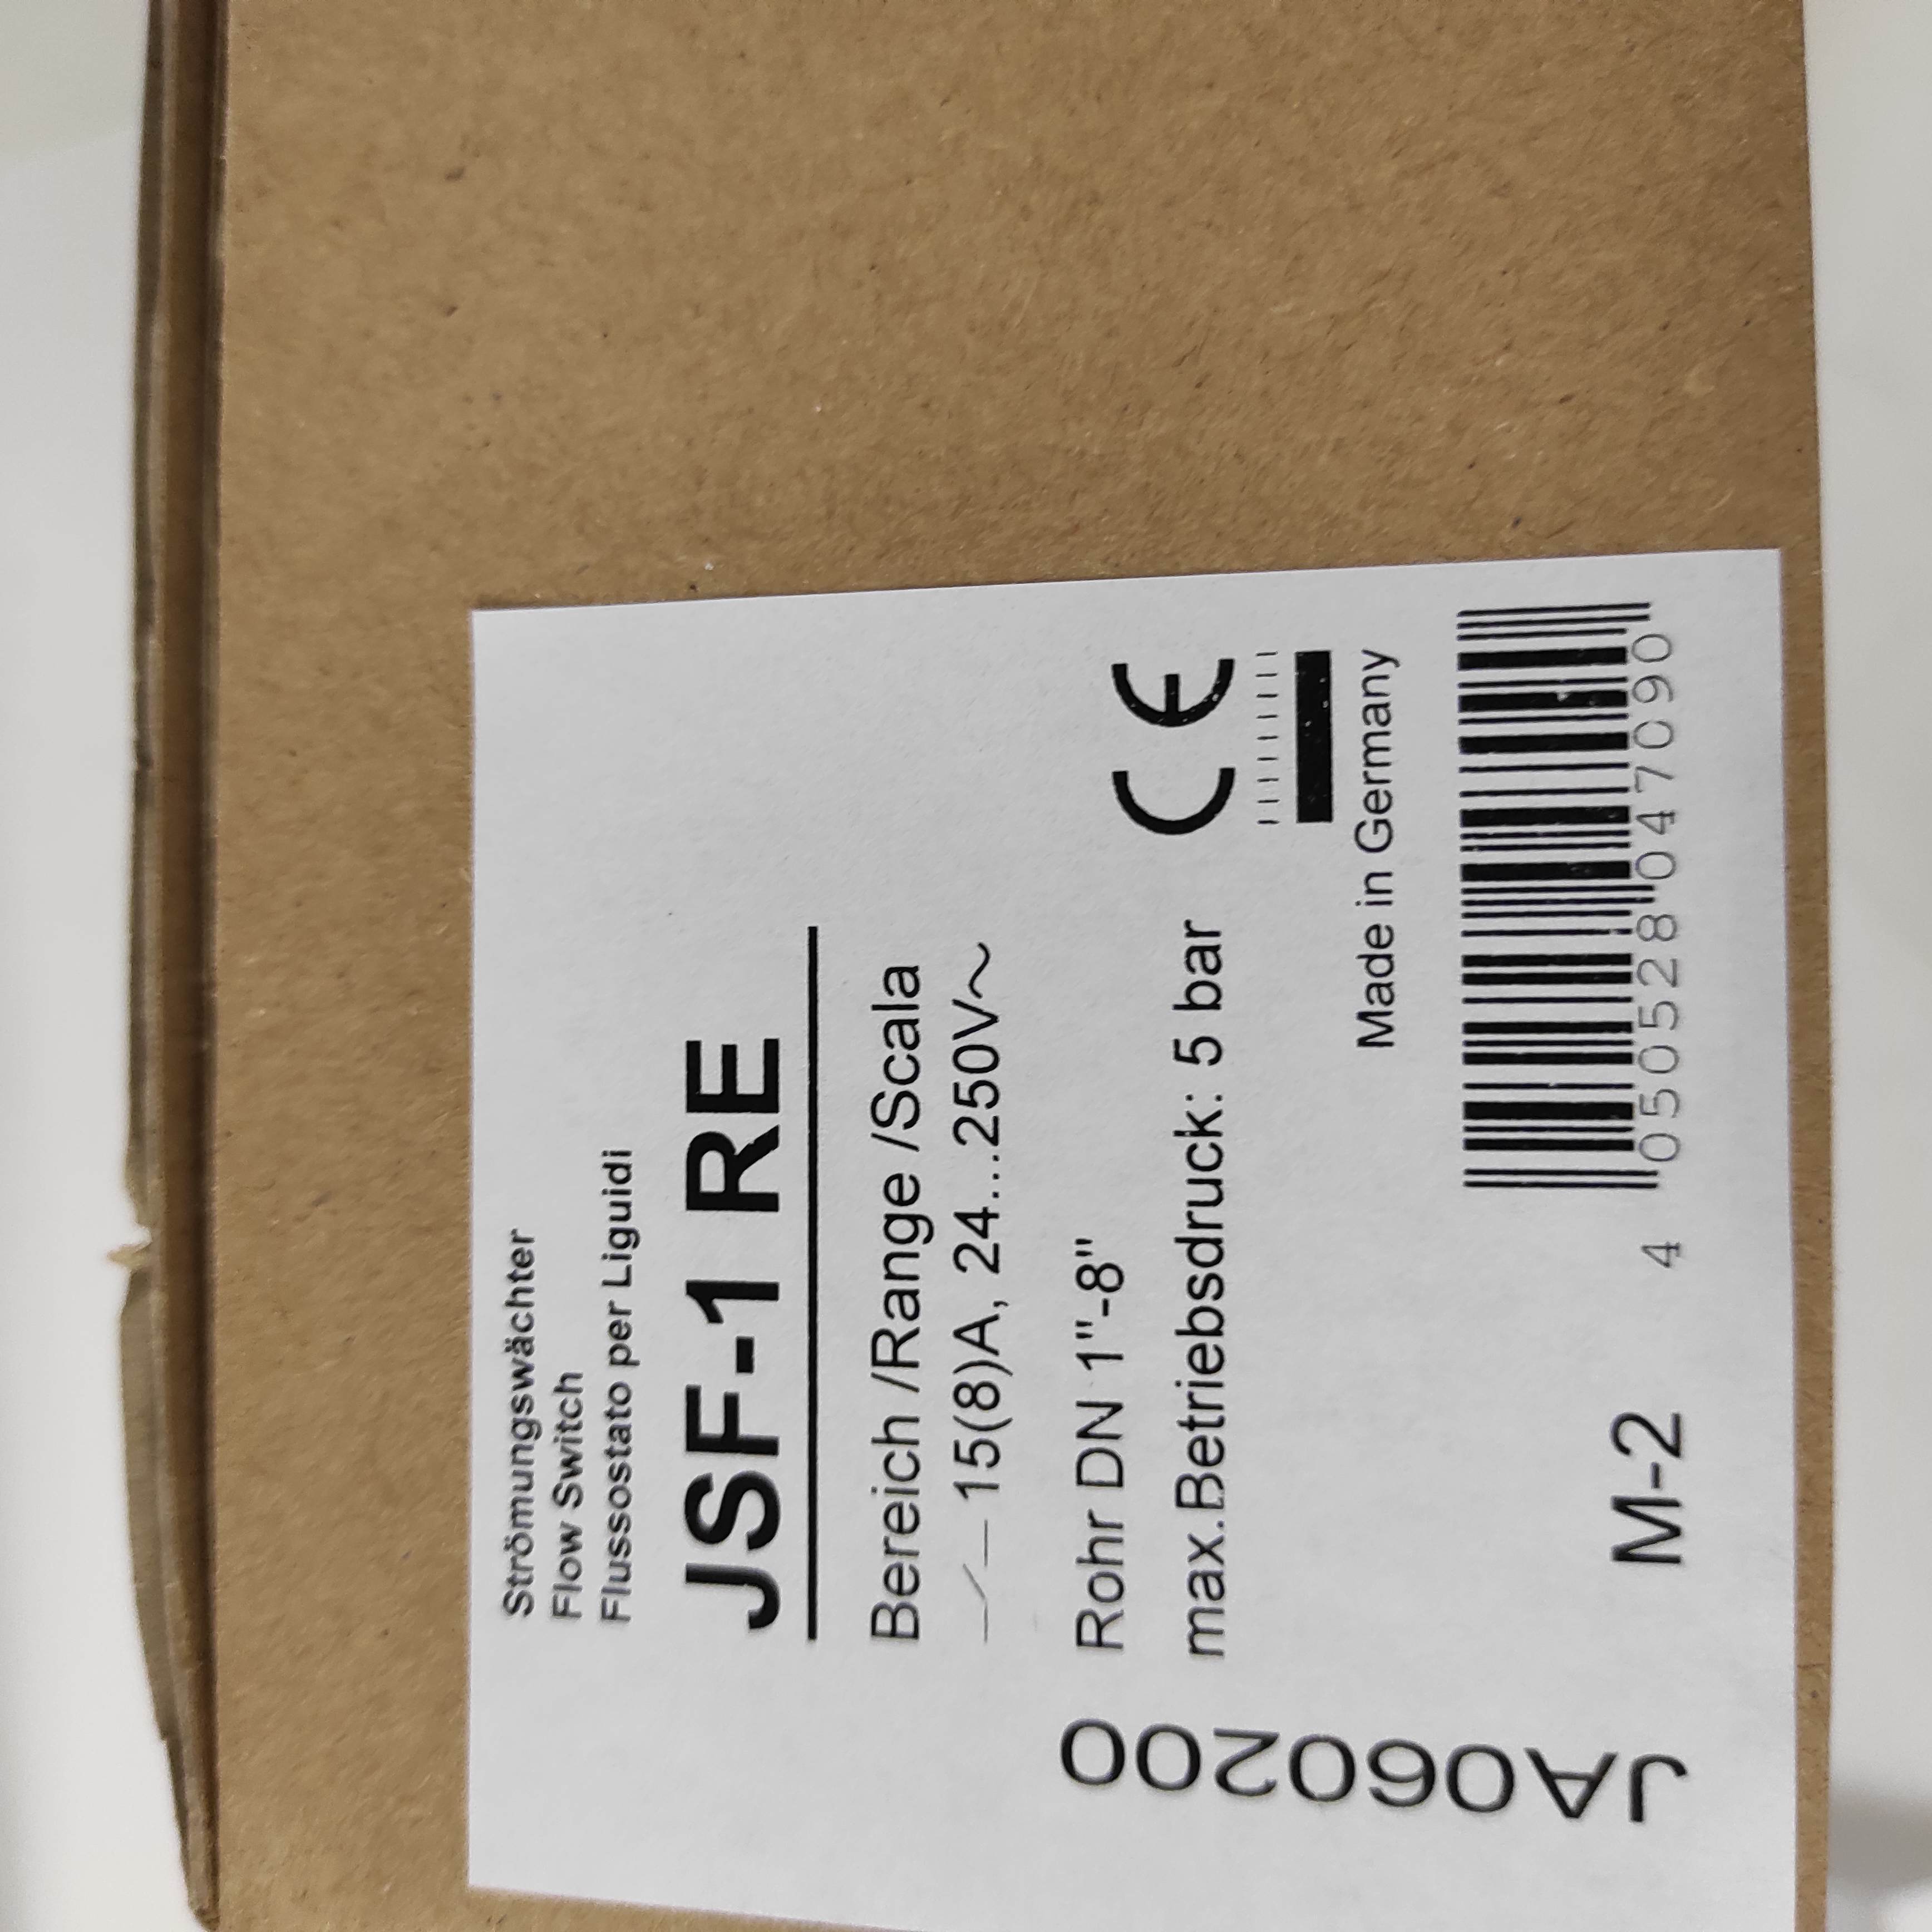 Strömungswächter
Flow Switch
Flussostato per Liguidi
JSF-1 RE
Bereich /Range /Scala
15(8)A, 24...250V~
Rohr DN 1"-8"
max.Betriebsdruck: 5 bar
CE
Made in Germany
JA060200
M-2
4 050528 047090